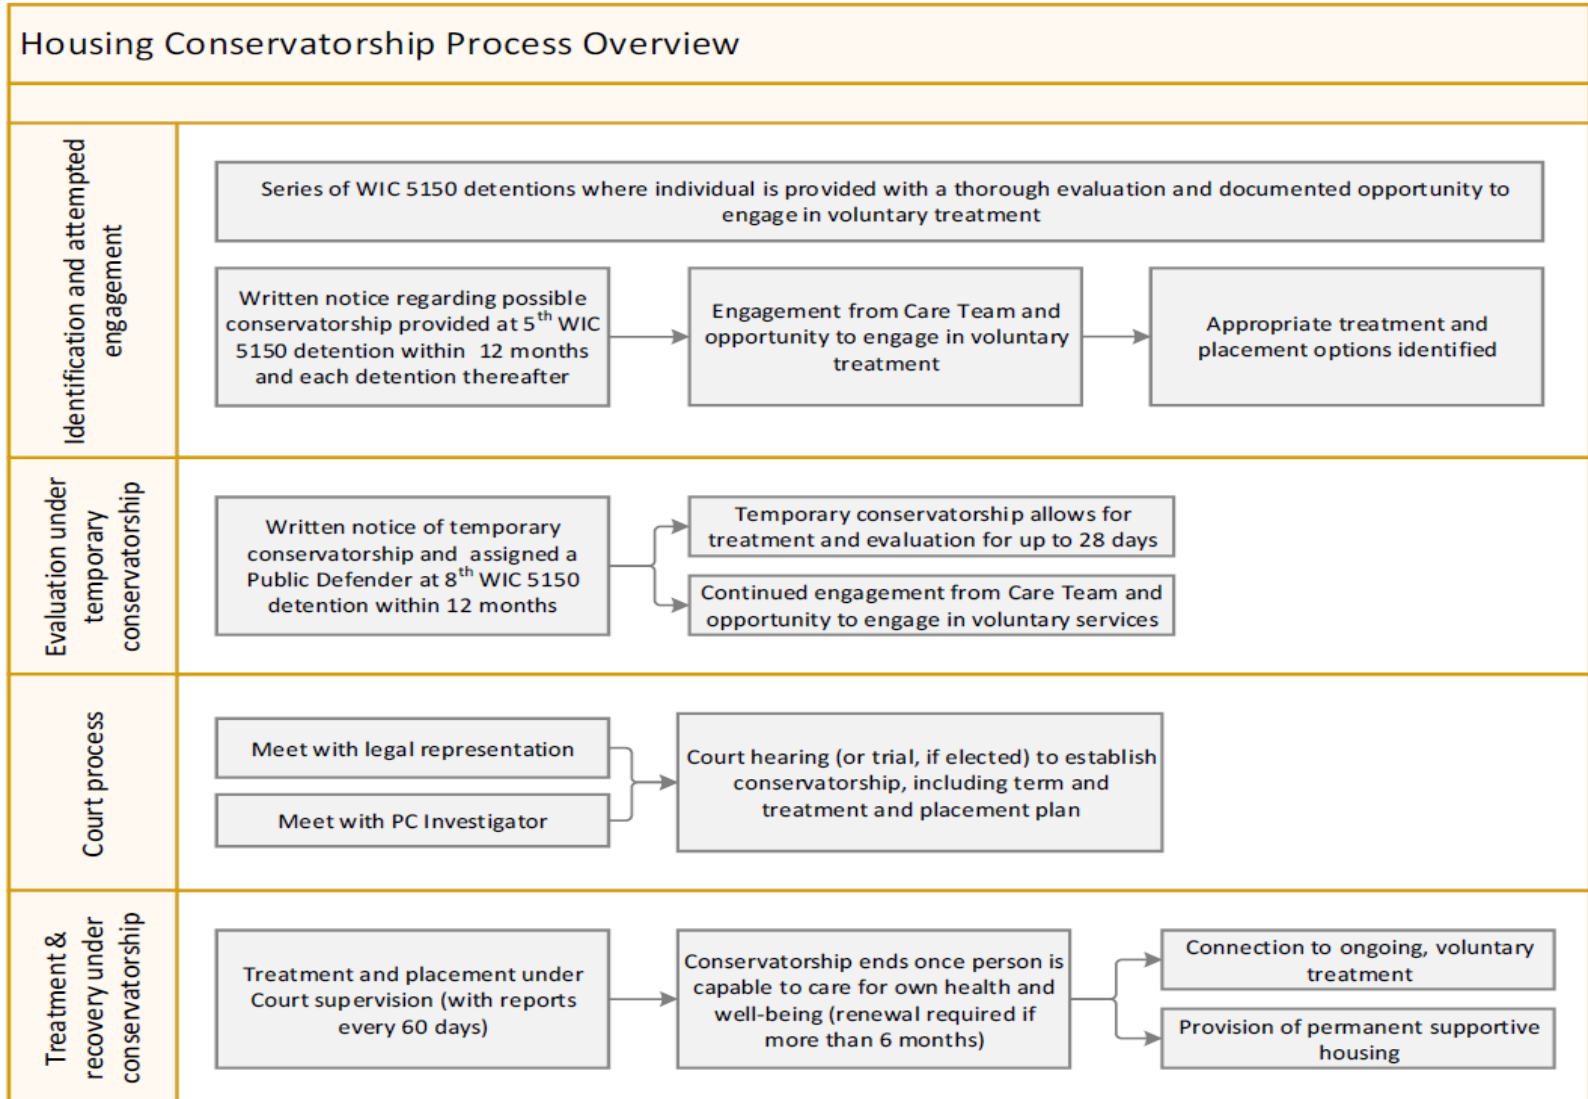 Housing Conservatorship Process Overview
Identification and attempted
engagement
Series of WIC 5150 detentions where individual is provided with a thorough evaluation and documented opportunity to
engage in voluntary treatment
Written notice regarding possible
conservatorship provided at 5th WIC
5150 detention within 12 months
and each detention thereafter
Engagement from Care Team and
opportunity to engage in voluntary
treatment
Appropriate treatment and
placement options identified
Evaluation under
temporary
conservatorship
Written notice of temporary
conservatorship and assigned a
Public Defender at 8th WIC 5150
detention within 12 months
Temporary conservatorship allows for
treatment and evaluation for up to 28 days
Continued engagement from Care Team and
opportunity to engage in voluntary services
Court process
Meet with legal representation
Meet with PC Investigator
Court hearing (or trial, if elected) to establish
conservatorship, including term and
treatment and placement plan
Treatment &
recovery under
conservatorship
Treatment and placement under
Court supervision (with reports
every 60 days)
Conservatorship ends once person is
capable to care for own health and
well-being (renewal required if
more than 6 months)
Connection to ongoing, voluntary
treatment
Provision of permanent supportive
housing